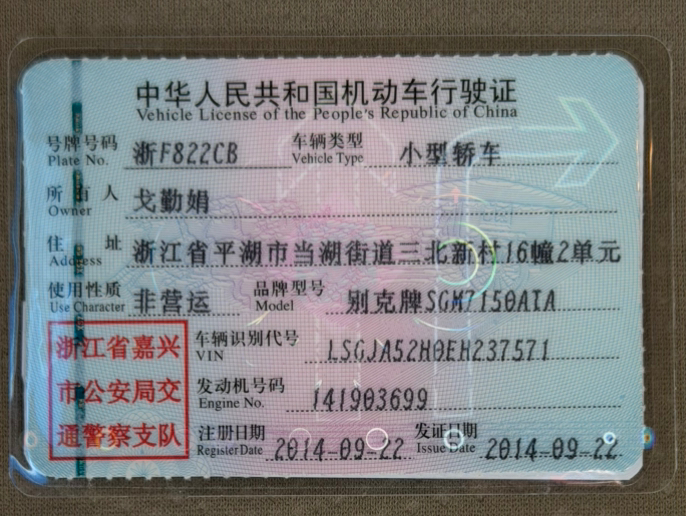 中华人民共和国机动车行驶证
Vehicle License of the People's Republic of China
号牌号码 浙F822CB 车辆类型 小型轿车
Plate No. Vehicle Type
所有人 戈勤娟
Owner
住址 浙江省平湖市当湖街道三北新村16幢2单元
Address
使用性质 非营运 品牌型号 别克牌SGM7150ATA
Use Character Model
浙江省嘉兴
市公安局交
通警察支队
车辆识别代号 LSGJA52H0EH237571
VIN
发动机号码 141903699
Engine No.
注册日期 2014-09-22 发证日期 2014-09-22
Register Date Issue Date